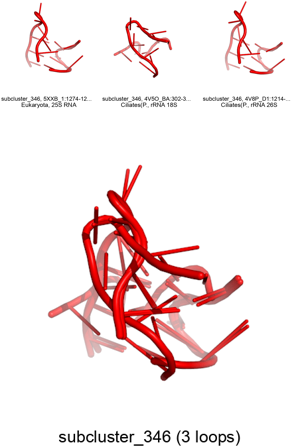 subcluster_346, 5XXB_1:1274-12...
Eukaryota, 25S RNA
subcluster_346, 4V5O_BA:302-3...
Ciliates(P., rRNA 18S
subcluster_346, 4V8P_D1:1214-...
Ciliates(P., rRNA 26S
subcluster_346 (3 loops)